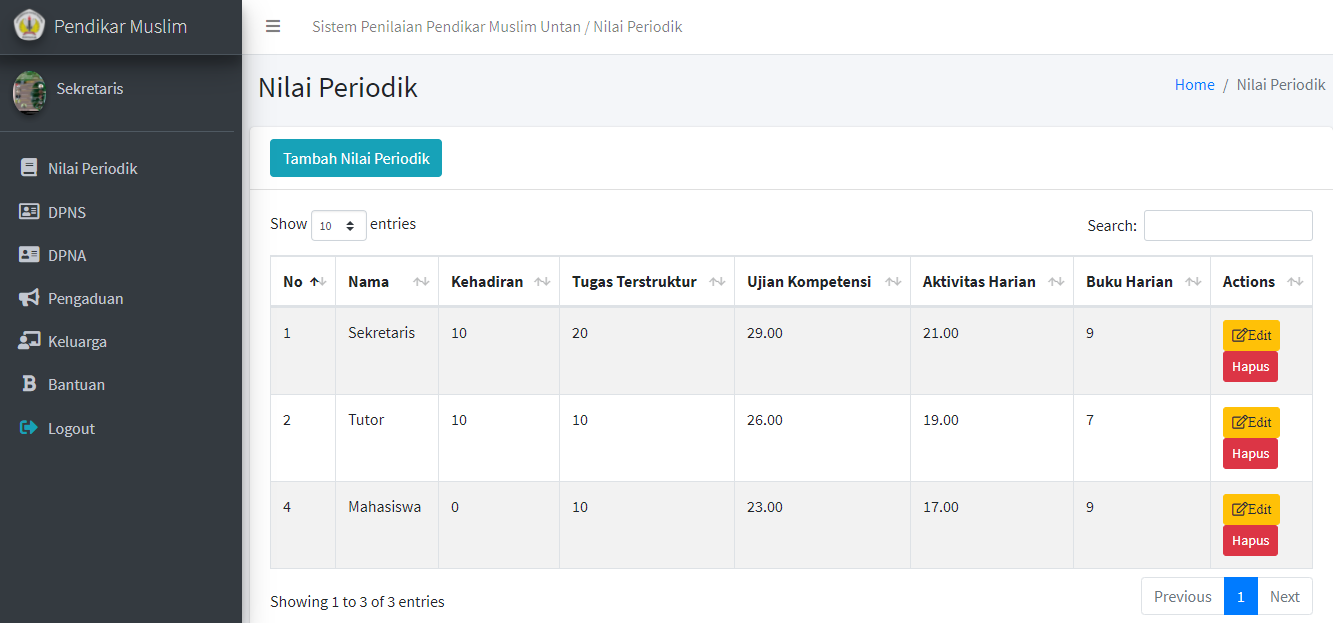 Pendikar Muslim
Sekretaris
Nilai Periodik
DPNS
DPNA
Pengaduan
Keluarga
Bantuan
Logout
Sistem Penilaian Pendikar Muslim Untan / Nilai Periodik
Nilai Periodik
Home / Nilai Periodik
Tambah Nilai Periodik
Show 10 entries
Search:
No Nama Kehadiran Tugas Terstruktur Ujian Kompetensi Aktivitas Harian Buku Harian Actions
1 Sekretaris 10 20 29.00 21.00 9 Edit
Hapus
2 Tutor 10 10 26.00 19.00 7 Edit
Hapus
4 Mahasiswa 0 10 23.00 17.00 9 Edit
Hapus
Showing 1 to 3 of 3 entries
Previous 1 Next